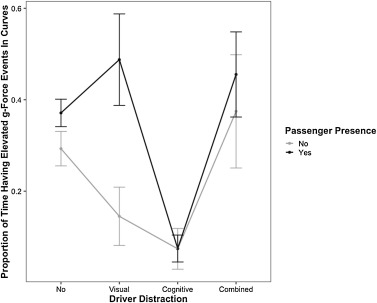 Proportion of Time Having Elevated g-Force Events In Curves
0.6
0.4
0.2
No Visual Cognitive Combined
Driver Distraction
Passenger Presence
No
Yes